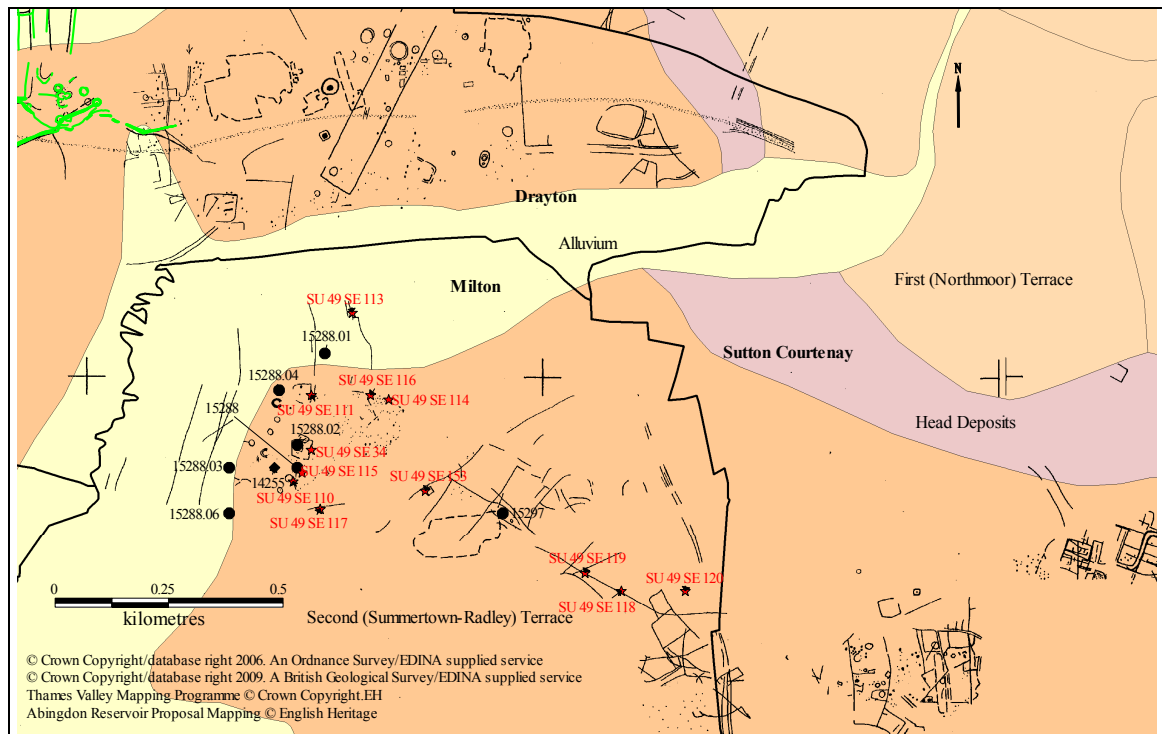 N
Drayton
Alluvium
First (Northmoor) Terrace
Milton
SU 49 SE 113
15288.01
Sutton Courtenay
15288.04
SU 49 SE 116
SU 49 SE 114
SU 49 SE 111
15288
15288.02
Head Deposits
SU 49 SE 34
15288.03
SU 49 SE 115
SU 49 SE 153
14255
SU 49 SE 110
15288.06
SU 49 SE 117
15297
SU 49 SE 119
SU 49 SE 120
0 0.25 0.5
SU 49 SE 118
kilometres
Second (Summertown-Radley) Terrace
© Crown Copyright/database right 2006. An Ordnance Survey/EDINA supplied service
© Crown Copyright/database right 2009. A British Geological Survey/EDINA supplied service
Thames Valley Mapping Programme © Crown Copyright.EH
Abingdon Reservoir Proposal Mapping © English Heritage